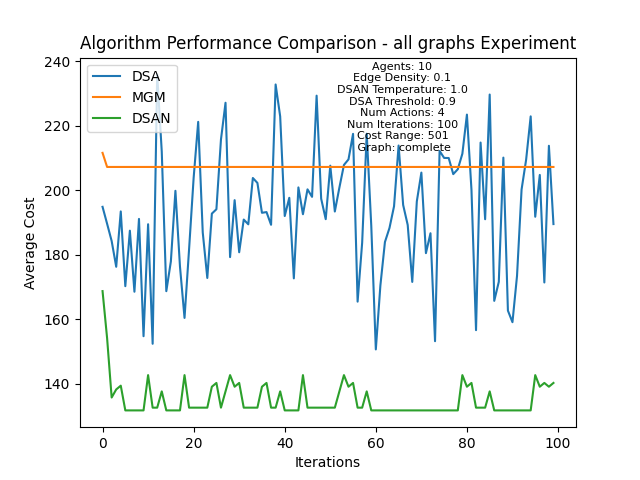 Algorithm Performance Comparison - all graphs Experiment
DSA
MGM
DSAN
Agents: 10
Edge Density: 0.1
DSAN Temperature: 1.0
DSA Threshold: 0.9
Num Actions: 4
Num Iterations: 100
Cost Range: 501
Graph: complete
240
220
200
180
160
140
Average Cost
0
20
40
60
80
100
Iterations